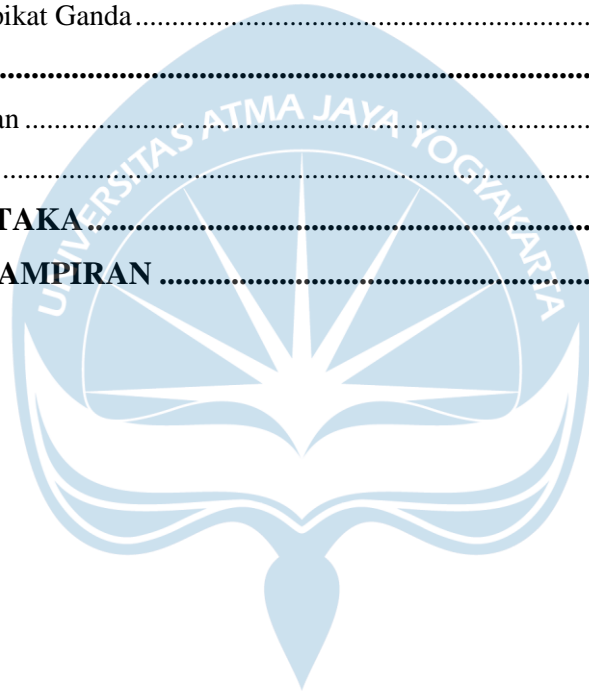 pikat Ganda ..............................................................
................................................................................
an ............................................................................
................................................................................
TAKA ....................................................................
AMPIRAN ..........................................................
UNIVERSITAS ATMA JAYA YOGYAKARTA